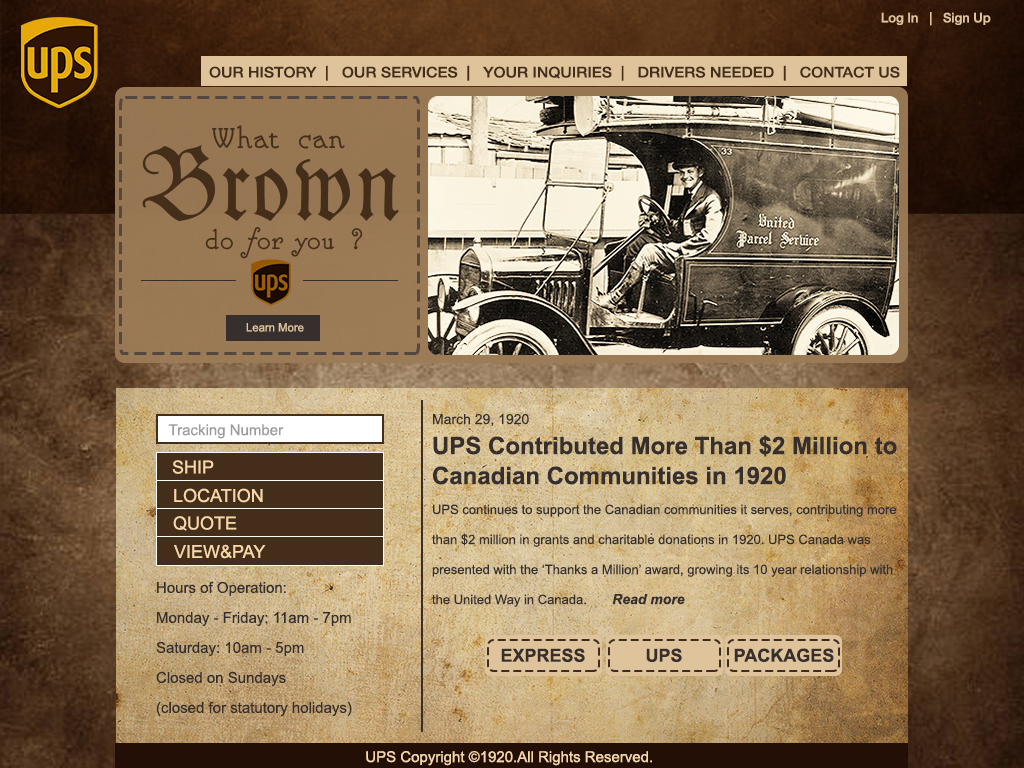 Log In | Sign Up
ups
OUR HISTORY | OUR SERVICES | YOUR INQUIRIES | DRIVERS NEEDED | CONTACT US
What can
Brown
do for you ?
ups
Learn More
33
United
Parcel Service
Tracking Number
SHIP
LOCATION
QUOTE
VIEW&PAY
Hours of Operation:
Monday - Friday: 11am - 7pm
Saturday: 10am - 5pm
Closed on Sundays
(closed for statutory holidays)
March 29, 1920
UPS Contributed More Than $2 Million to
Canadian Communities in 1920
UPS continues to support the Canadian communities it serves, contributing more
than $2 million in grants and charitable donations in 1920. UPS Canada was
presented with the ‘Thanks a Million’ award, growing its 10 year relationship with
the United Way in Canada. Read more
EXPRESS UPS PACKAGES
UPS Copyright ©1920.All Rights Reserved.